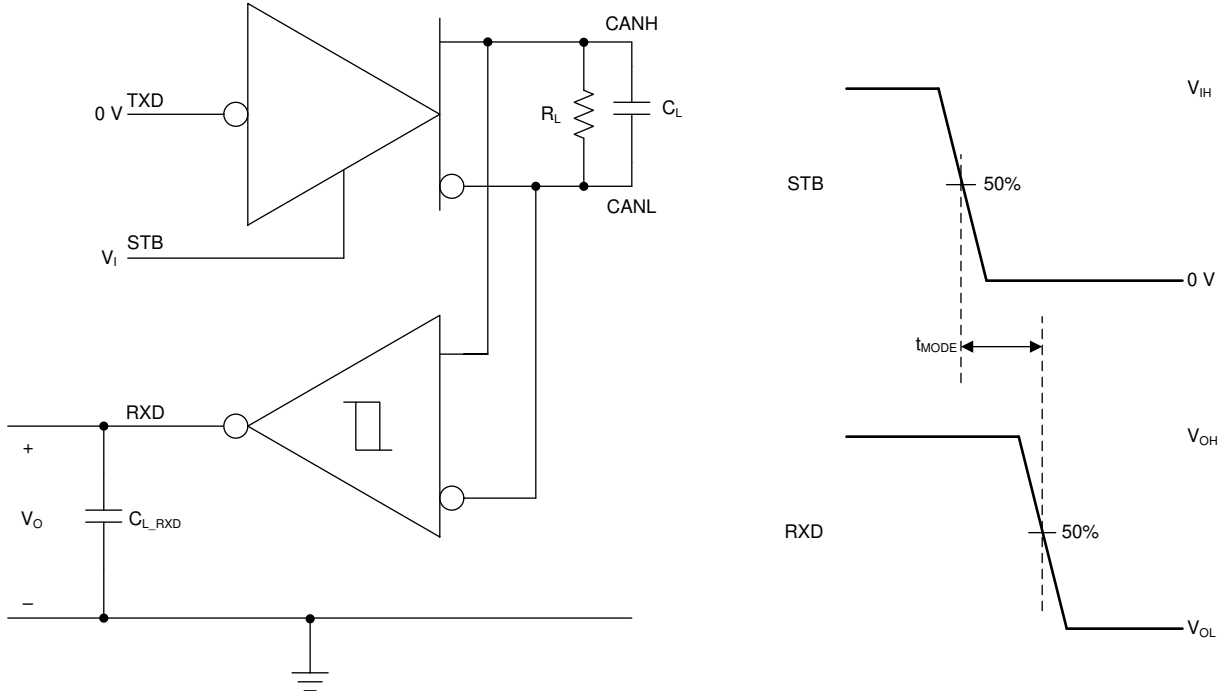 CANH
TXD
0 V
R_L
C_L
CANL
STB
V_I
RXD
+
V_O
C_L_RXD
–
V_IH
STB
50%
0 V
t_MODE
V_OH
RXD
50%
V_OL